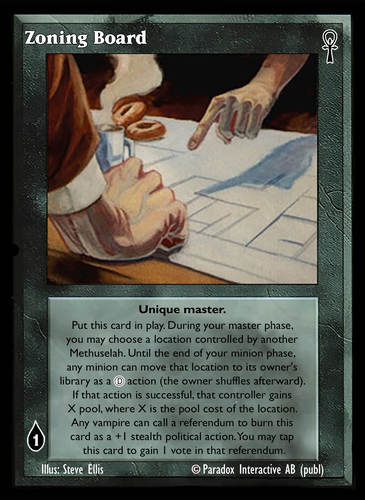 Zoning Board
Unique master.
Put this card in play. During your master phase,
you may choose a location controlled by another
Methuselah. Until the end of your minion phase,
any minion can move that location to its owner's
library as a Ⓓ action (the owner shuffles afterward).
If that action is successful, that controller gains
X pool, where X is the pool cost of the location.
Any vampire can call a referendum to burn this
card as a +1 stealth political action. You may tap
this card to gain 1 vote in that referendum.
1
Illus: Steve Ellis © Paradox Interactive AB (publ)